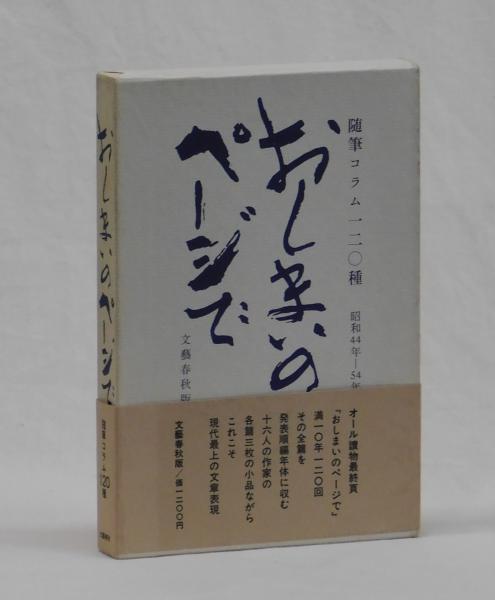 随筆コラム一二〇種
昭和44年—54年
おしまいの
ページで
文藝春秋版
オール讀物最終頁
「おしまいのページで」
満一〇年一二〇回
その全篇を
発表順編年体に収む
十六人の作家の
各篇三枚の小品ながら
これこそ
現代最上の文章表現
文藝春秋版/価一二〇〇円
おしまいのページで
随筆コラム120種